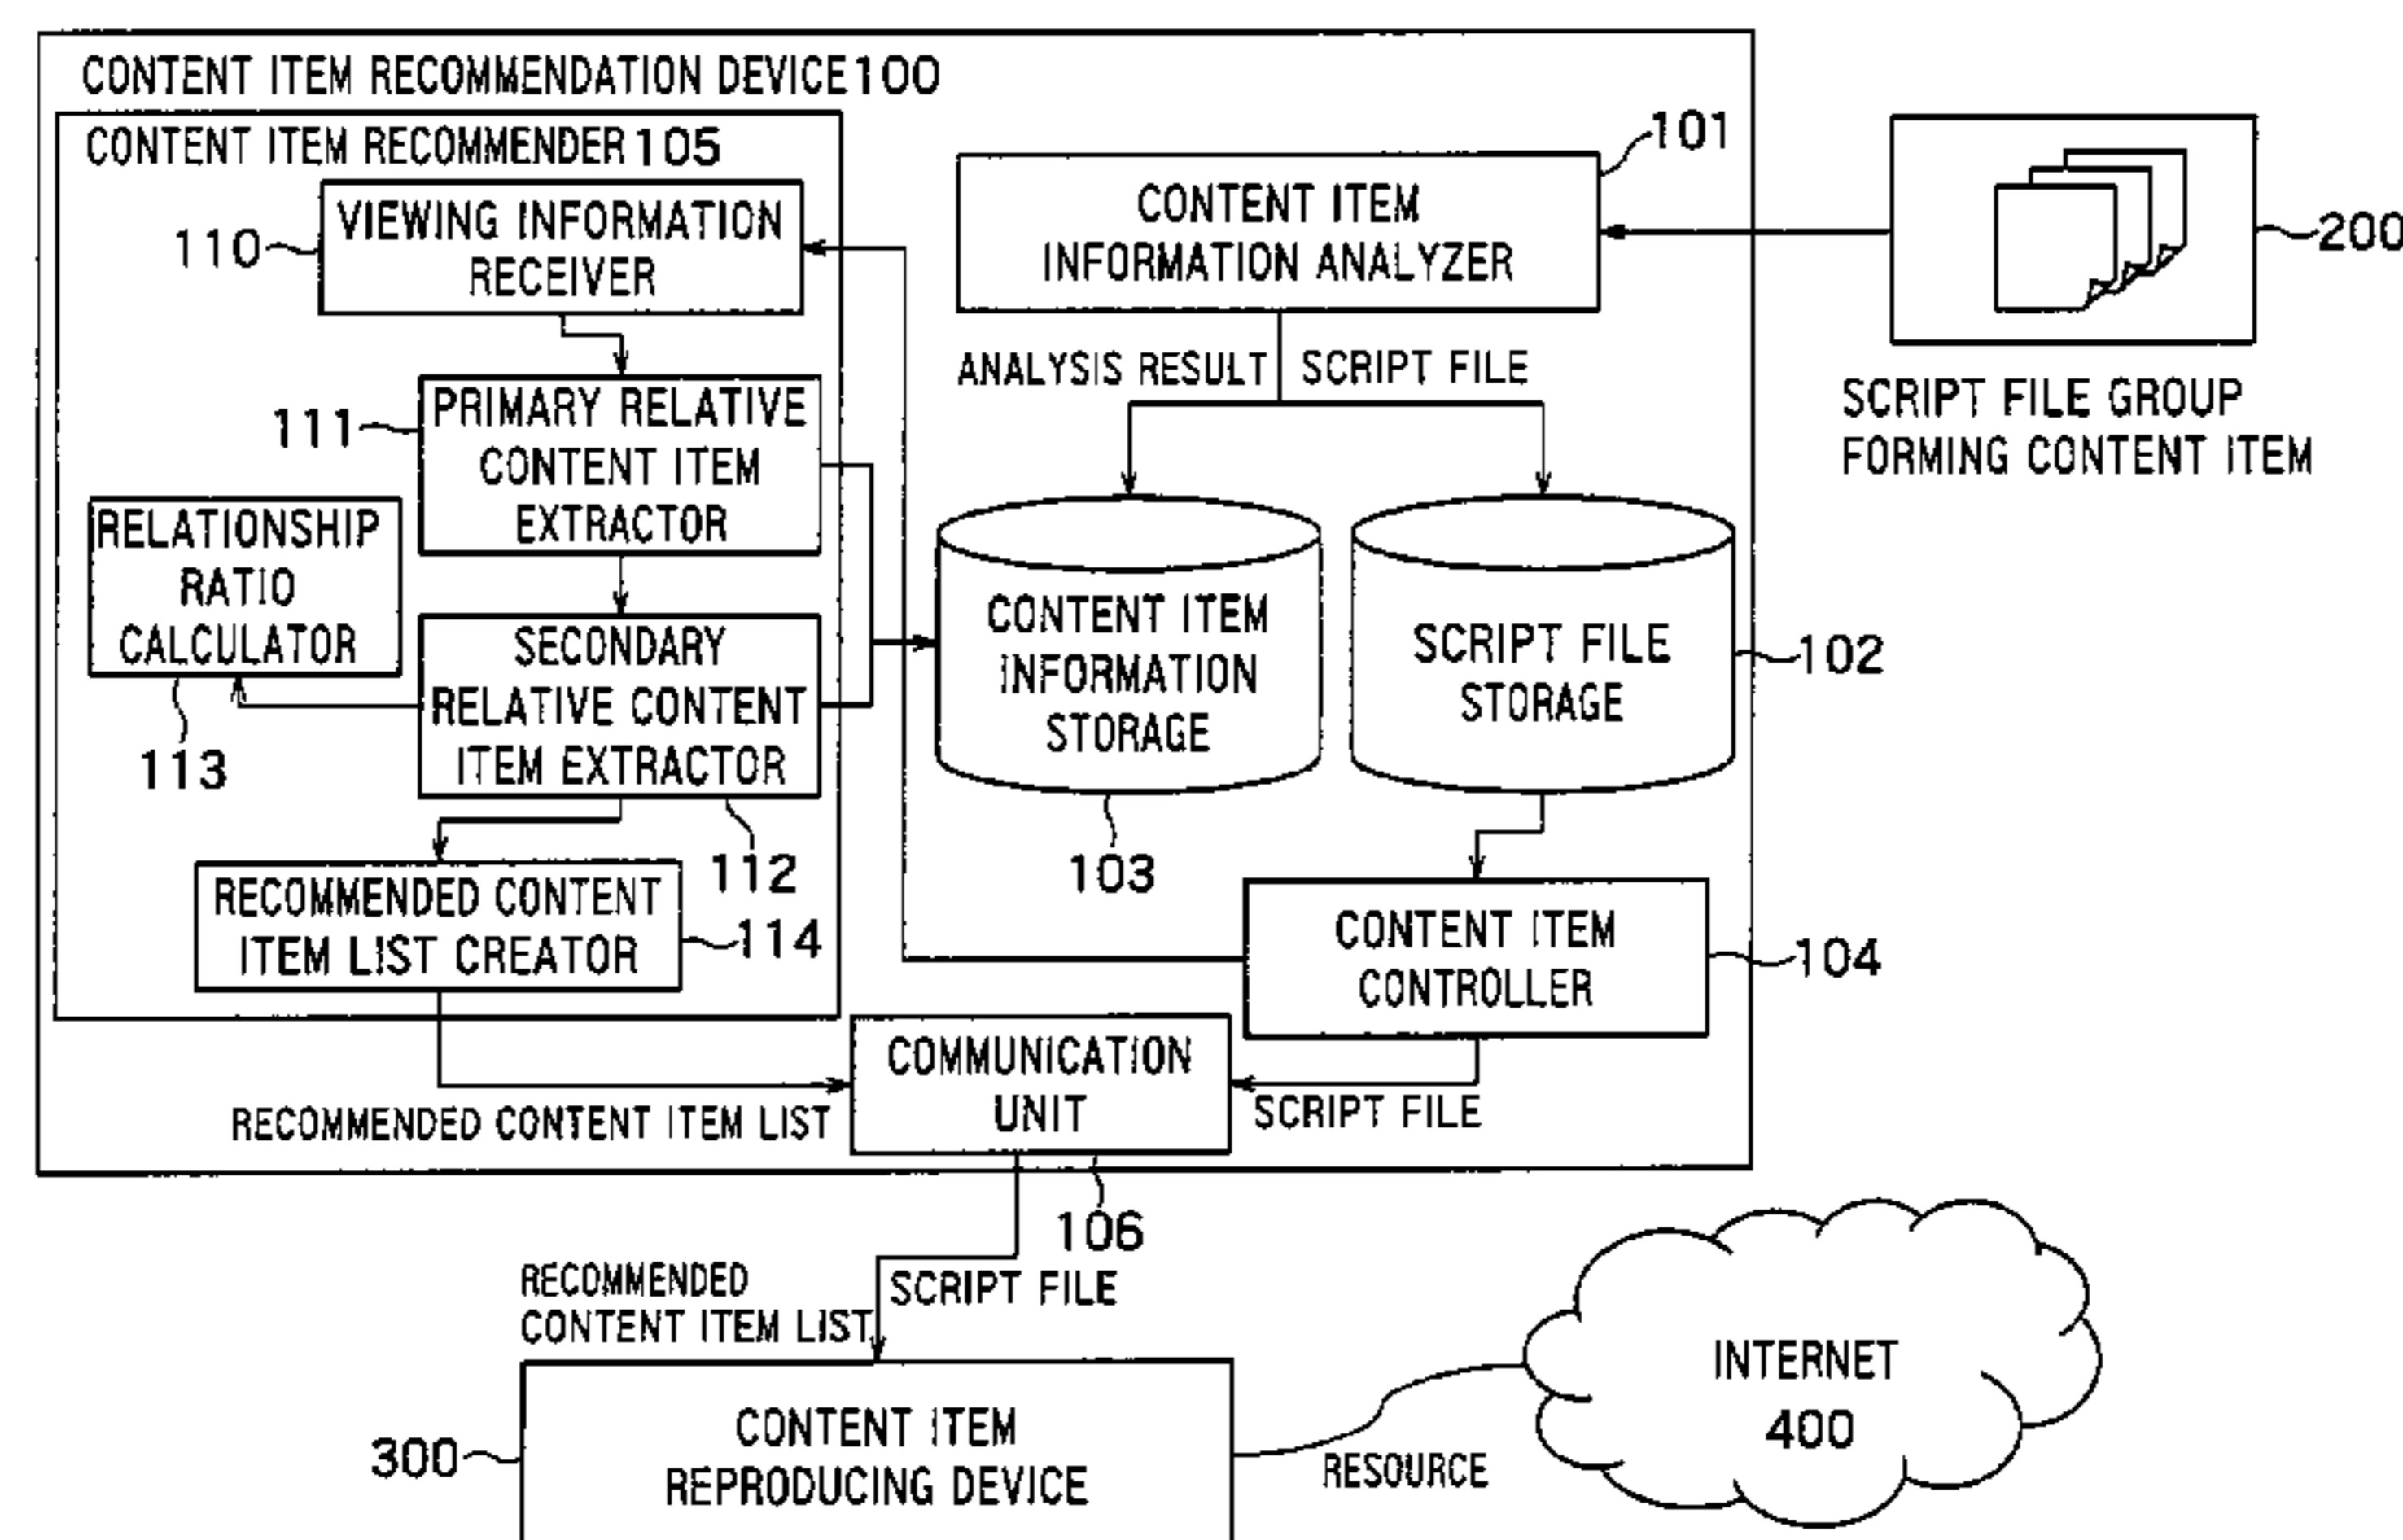 CONTENT ITEM RECOMMENDATION DEVICE100
CONTENT ITEM RECOMMENDER105
VIEWING INFORMATION
RECEIVER
110
PRIMARY RELATIVE
CONTENT ITEM
EXTRACTOR
111
RELATIONSHIP
RATIO
CALCULATOR
113
SECONDARY
RELATIVE CONTENT
ITEM EXTRACTOR
112
RECOMMENDED CONTENT
ITEM LIST CREATOR
114
RECOMMENDED CONTENT ITEM LIST
101
CONTENT ITEM
INFORMATION ANALYZER
ANALYSIS RESULT
SCRIPT FILE
200
SCRIPT FILE GROUP
FORMING CONTENT ITEM
CONTENT ITEM
INFORMATION
STORAGE
103
SCRIPT FILE
STORAGE
102
CONTENT ITEM
CONTROLLER
104
COMMUNICATION
UNIT
SCRIPT FILE
106
RECOMMENDED
CONTENT ITEM LIST
SCRIPT FILE
300
CONTENT ITEM
REPRODUCING DEVICE
RESOURCE
INTERNET
400